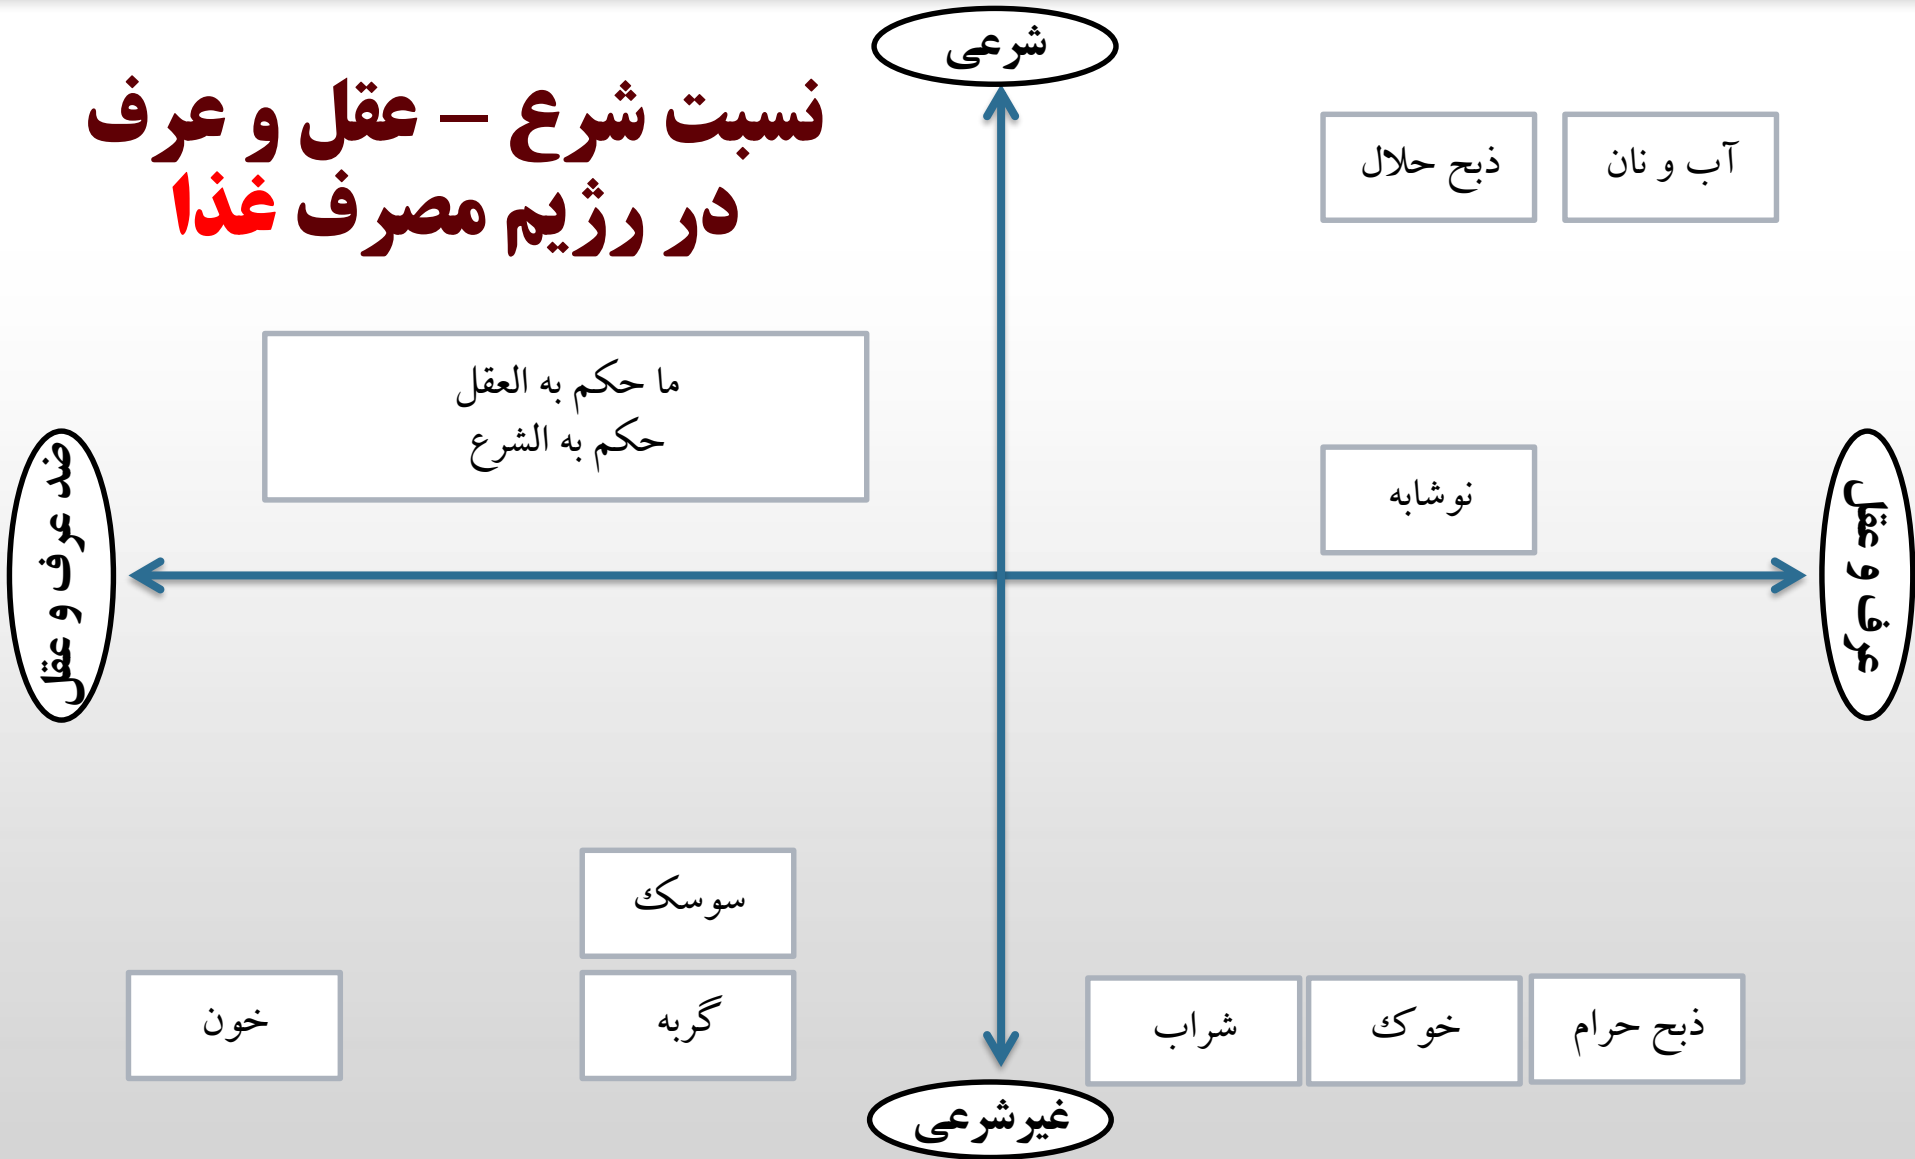 شرعی
نسبت شرع – عقل و عرف
در رژیم مصرف غذا
آب و نان
ذبح حلال
ما حکم به العقل
حکم به الشرع
نوشابه
عرف و عقل
ضد عرف و عقل
سوسک
گربه
خون
ذبح حرام
خوک
شراب
غیرشرعی